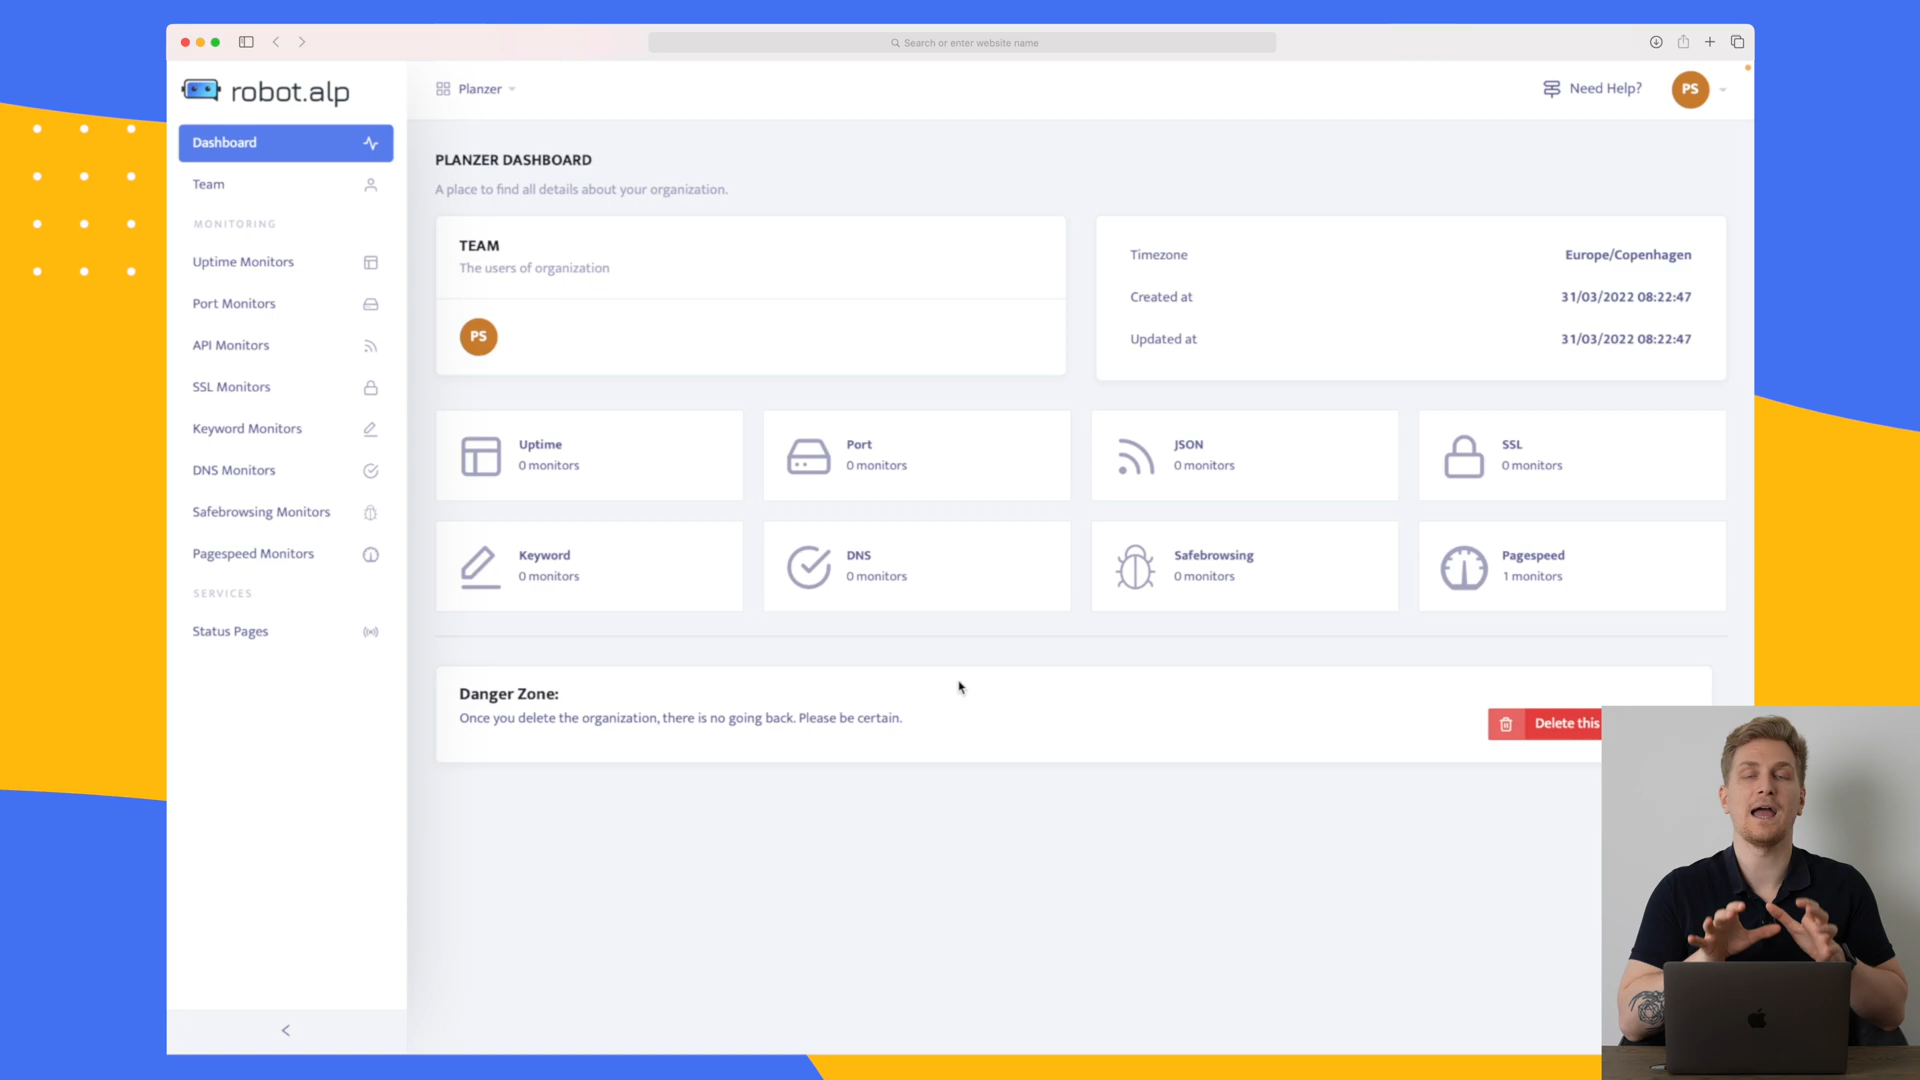 Search or enter website name
robot.alp
Planzer
Need Help?
PS
Dashboard
Team
MONITORING
Uptime Monitors
Port Monitors
API Monitors
SSL Monitors
Keyword Monitors
DNS Monitors
Safebrowsing Monitors
Pagespeed Monitors
SERVICES
Status Pages
PLANZER DASHBOARD
A place to find all details about your organization.
TEAM
The users of organization
PS
Timezone
Europe/Copenhagen
Created at
31/03/2022 08:22:47
Updated at
31/03/2022 08:22:47
Uptime
0 monitors
Port
0 monitors
JSON
0 monitors
SSL
0 monitors
Keyword
0 monitors
DNS
0 monitors
Safebrowsing
0 monitors
Pagespeed
1 monitors
Danger Zone:
Once you delete the organization, there is no going back. Please be certain.
Delete this